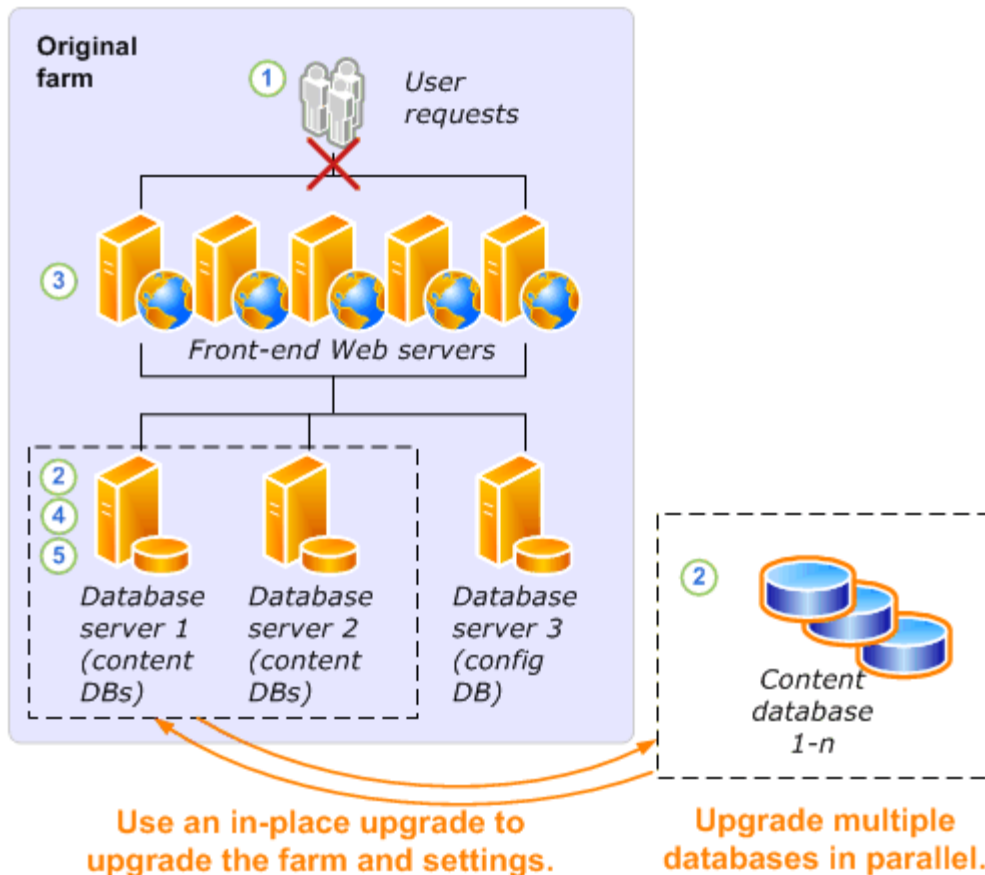 Original
farm
1
User
requests
3
Front-end Web servers
2
4
5
Database
server 1
(content
DBs)
Database
server 2
(content
DBs)
Database
server 3
(config
DB)
2
Content
database
1-n
Use an in-place upgrade to
upgrade the farm and settings.
Upgrade multiple
databases in parallel.